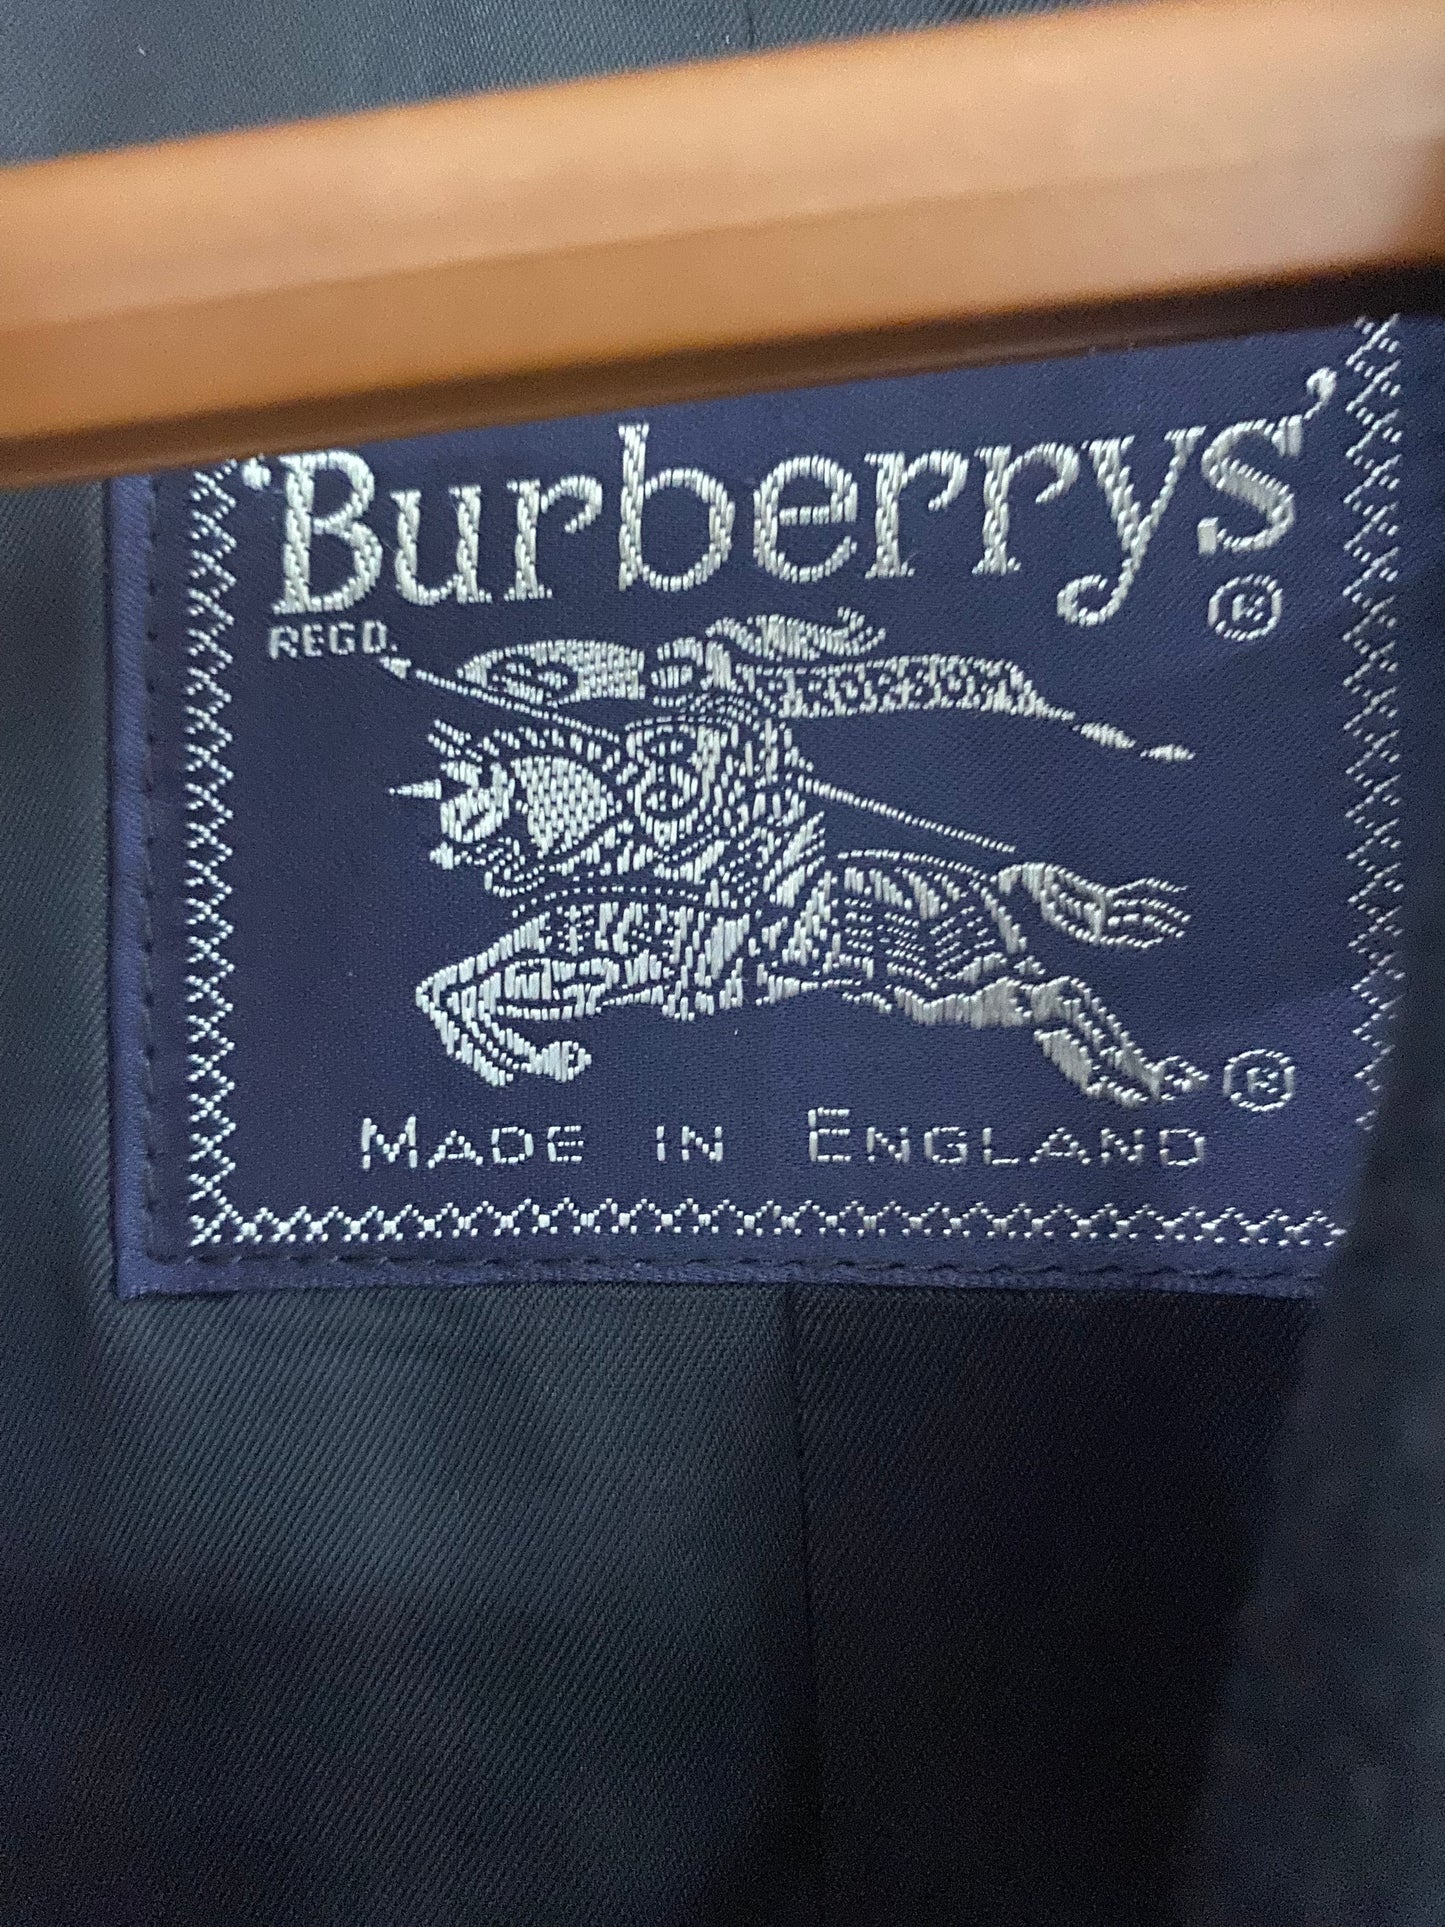 'Burberrys'
REGD. ®
®
MADE IN ENGLAND